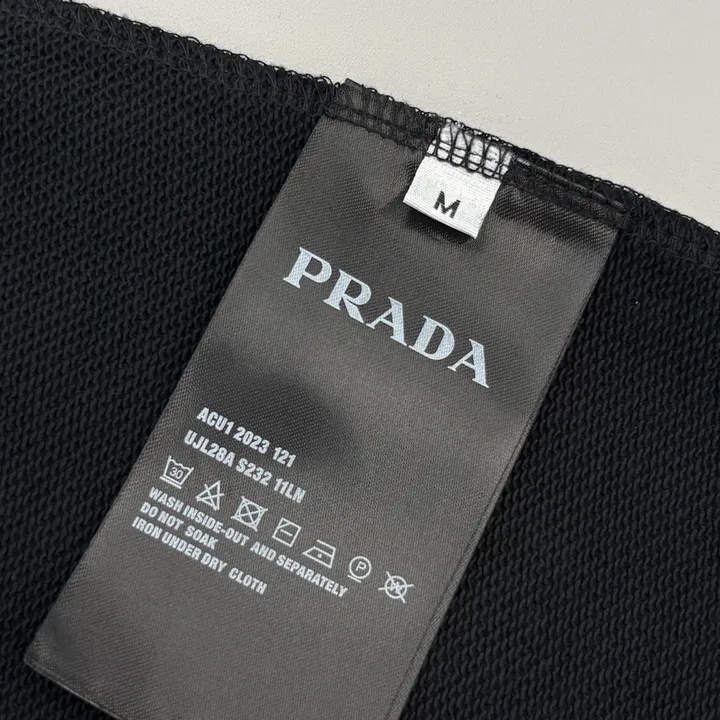 M
PRADA
ACU1 2023 121
UJL28A S232 11LN
30
P
W
WASH INSIDE-OUT AND SEPARATELY
DO NOT SOAK
IRON UNDER DRY CLOTH